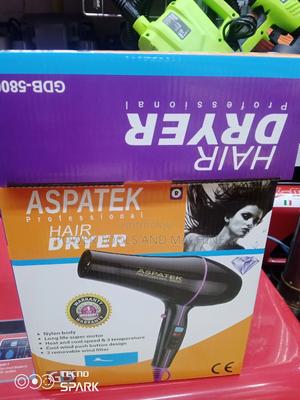 HAIR
DRYER
Professional
GDB-580
ASPATEK
Professional
HAIR
DRYER
ASPATEK
WARRANTY
• Nylon body
• Long life super motor
• Heat and cool speed & 3 temperature
• Cool wind push button design
• 2 removable wind filter
CE
TECNO
SPARK